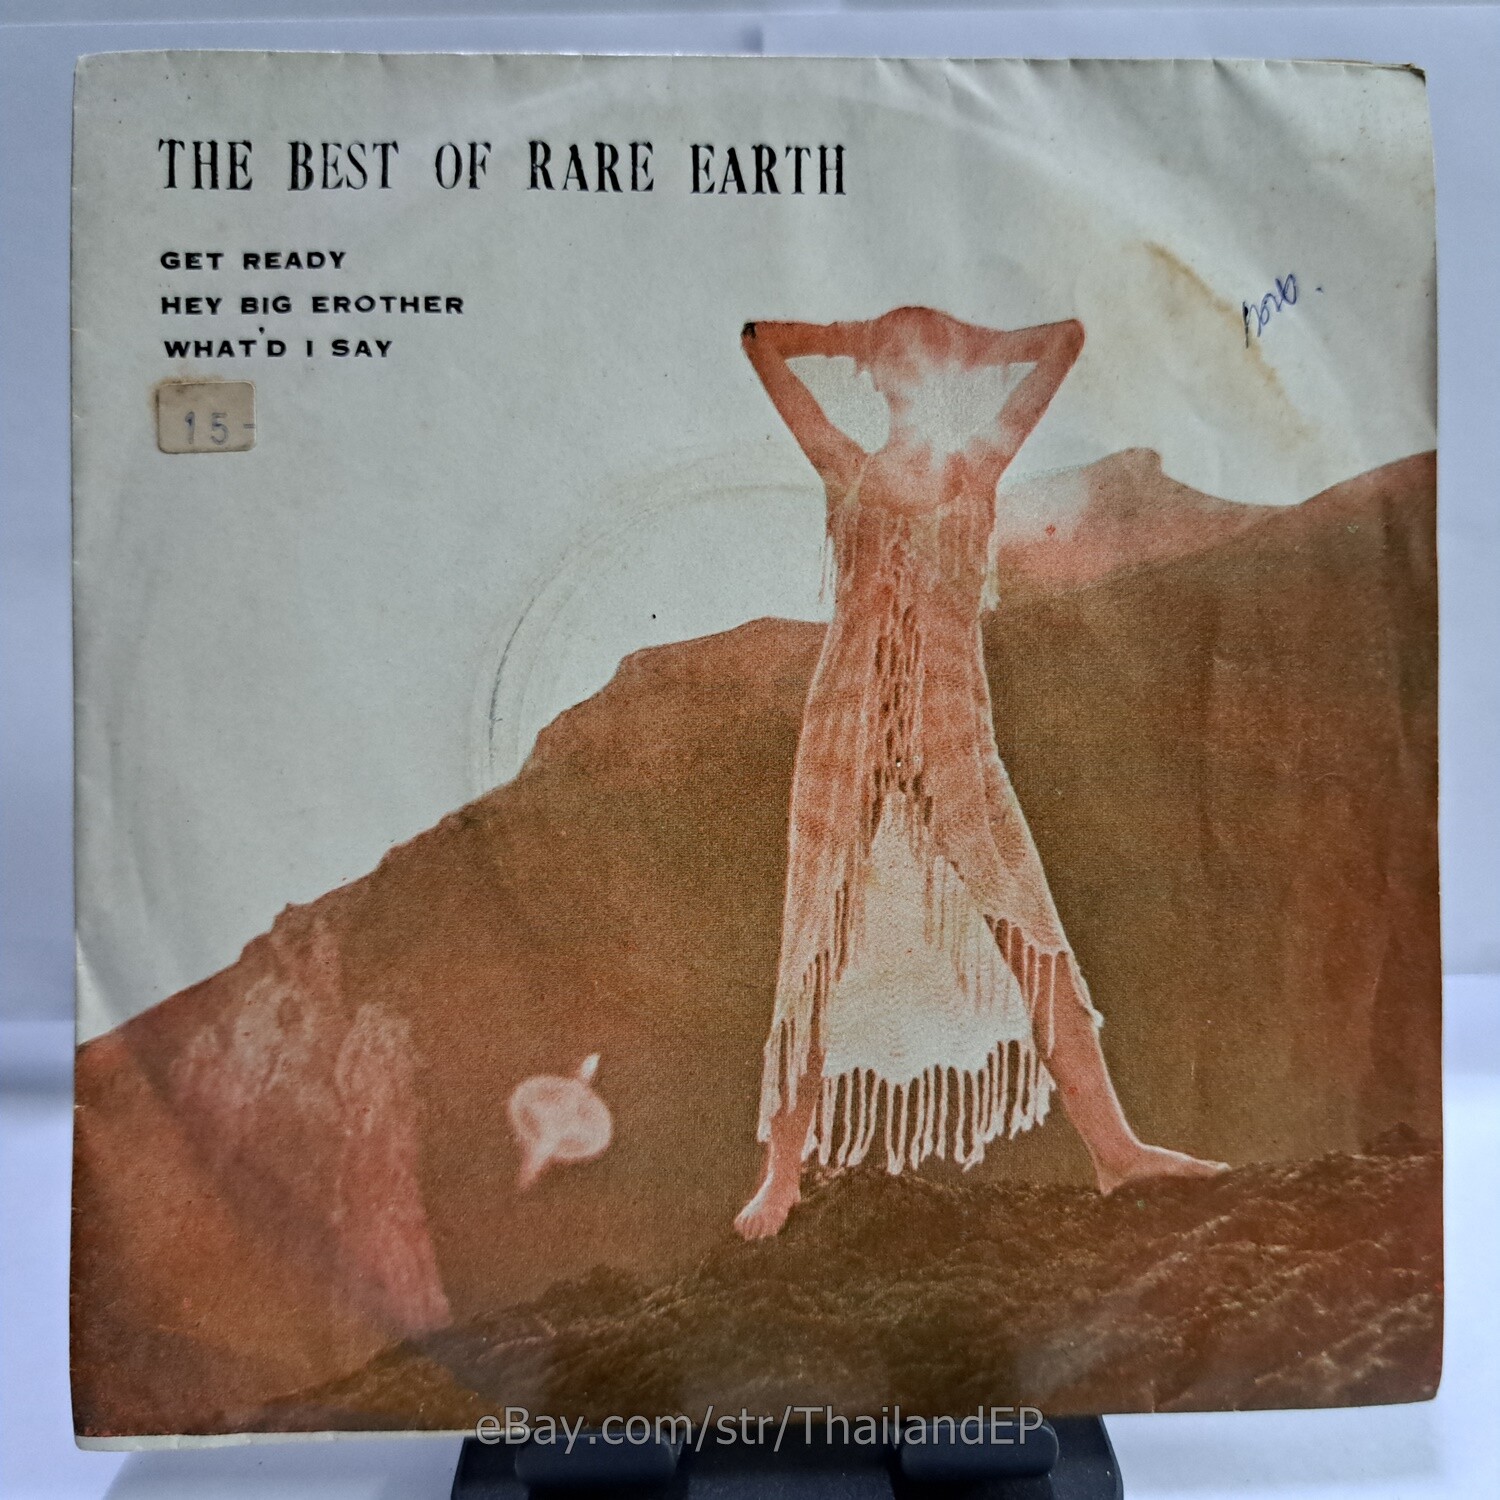 THE BEST OF RARE EARTH
GET READY
HEY BIG EROTHER
WHAT'D I SAY
15-
eBay.com/str/ThailandEP